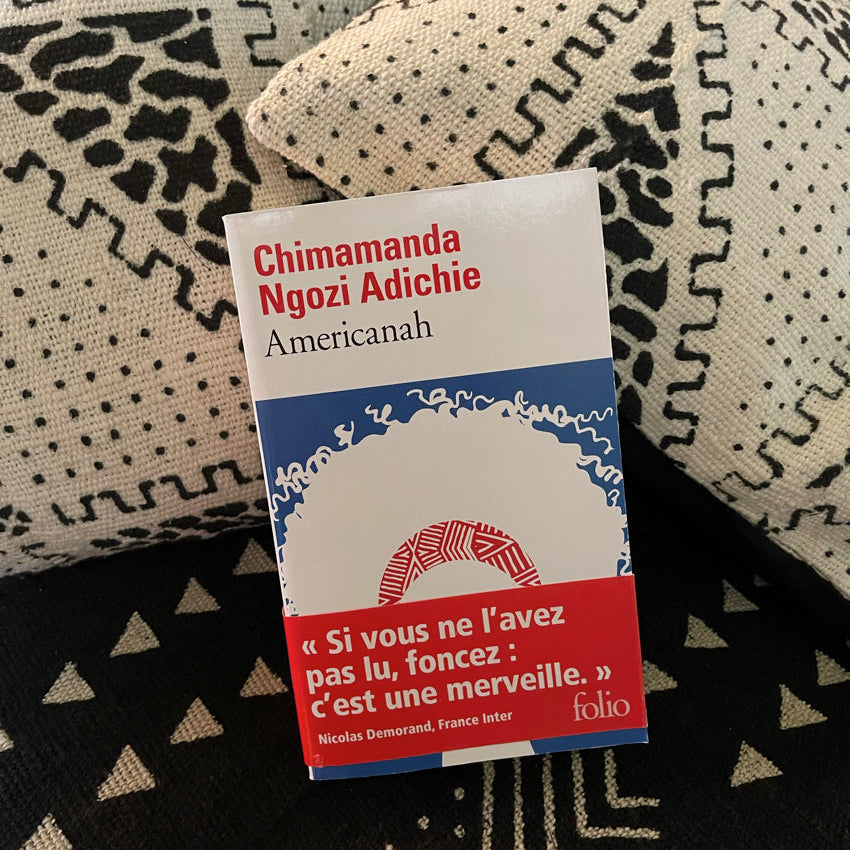 Chimamanda
Ngozi Adichie
Americanah
« Si vous ne l'avez
pas lu, foncez :
c'est une merveille. »
Nicolas Demorand, France Inter
folio